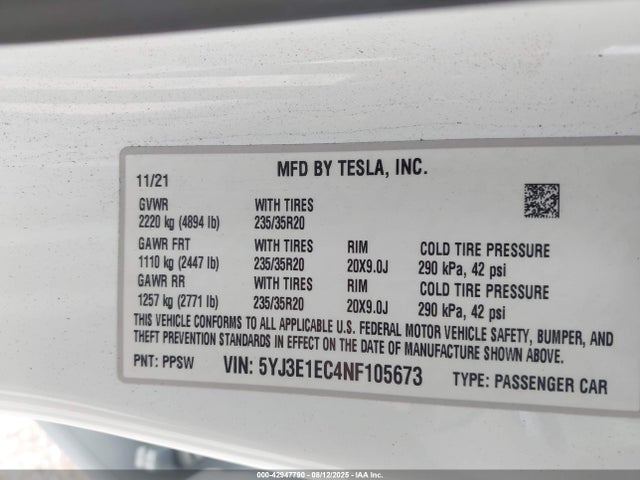 MFD BY TESLA, INC.
11/21
GVWR WITH TIRES
2220 kg (4894 lb) 235/35R20
GAWR FRT WITH TIRES RIM COLD TIRE PRESSURE
1110 kg (2447 lb) 235/35R20 20X9.0J 290 kPa, 42 psi
GAWR RR WITH TIRES RIM COLD TIRE PRESSURE
1257 kg (2771 lb) 235/35R20 20X9.0J 290 kPa, 42 psi
THIS VEHICLE CONFORMS TO ALL APPLICABLE U.S. FEDERAL MOTOR VEHICLE SAFETY, BUMPER, AND
THEFT PREVENTION STANDARDS IN EFFECT ON THE DATE OF MANUFACTURE SHOWN ABOVE.
PNT: PPSW VIN: 5YJ3E1EC4NF105673 TYPE: PASSENGER CAR
000-42947790 - 08/12/2025 - IAA Inc.